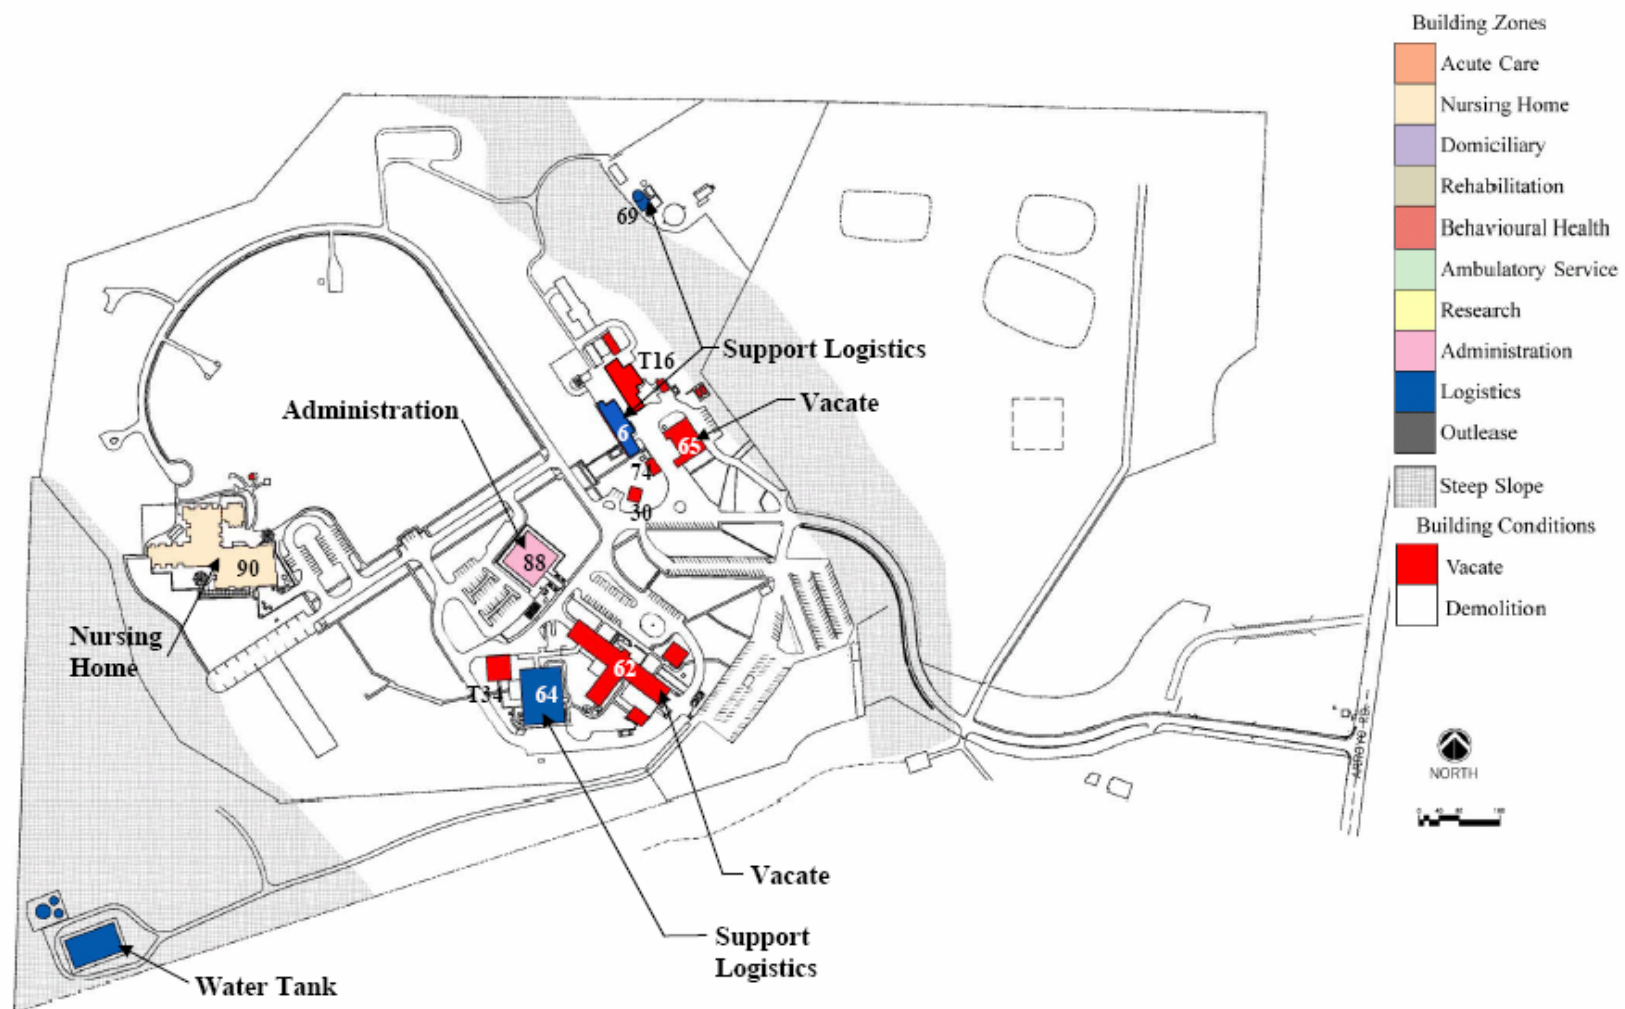 Building Zones
Acute Care
Nursing Home
Domiciliary
Rehabilitation
Behavioural Health
Ambulatory Service
Research
Administration
Logistics
Outlease
Steep Slope
Building Conditions
Vacate
Demolition
NORTH
69
Support Logistics
T16
Vacate
Administration
6
65
74
30
88
90
Nursing
Home
62
T34
64
Vacate
Support
Logistics
Water Tank
ARROYO RD.